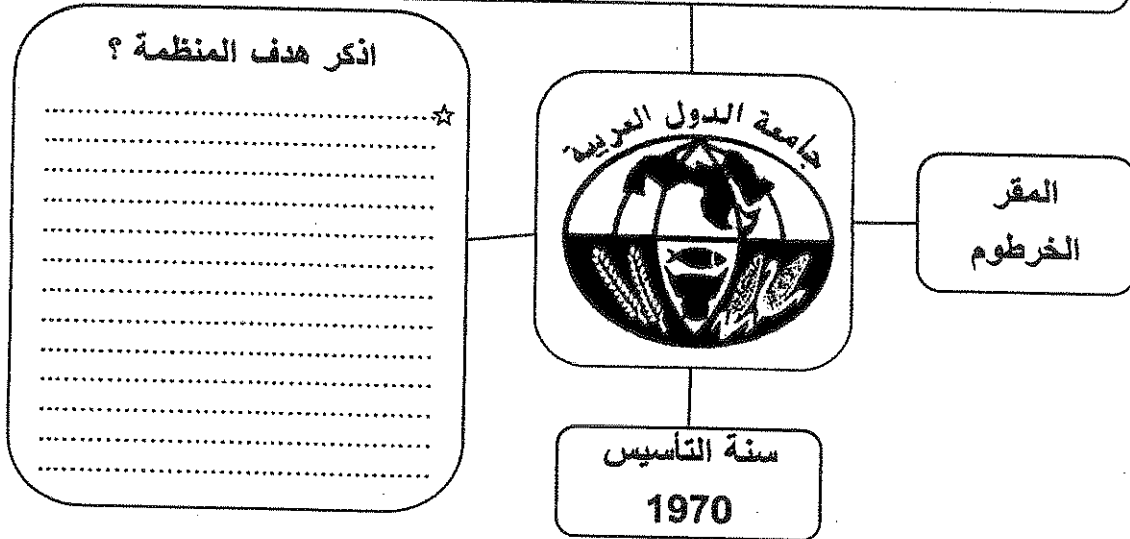 اذكر هدف المنظمة ؟
☆......................................................
جامعة الدول العربية
المقر
الخرطوم
سنة التأسيس
1970